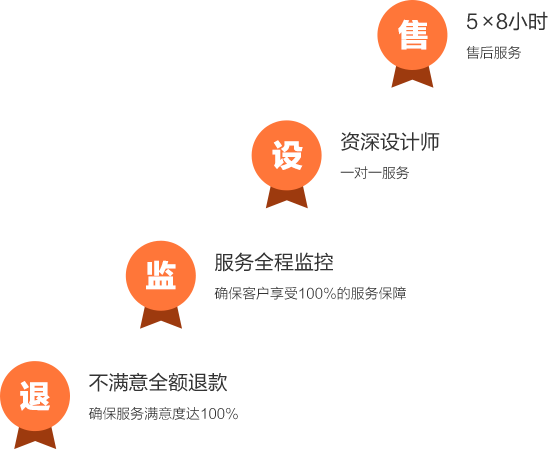 售
5×8小时
售后服务
设
资深设计师
一对一服务
监
服务全程监控
确保客户享受100%的服务保障
退
不满意全额退款
确保服务满意度达100%